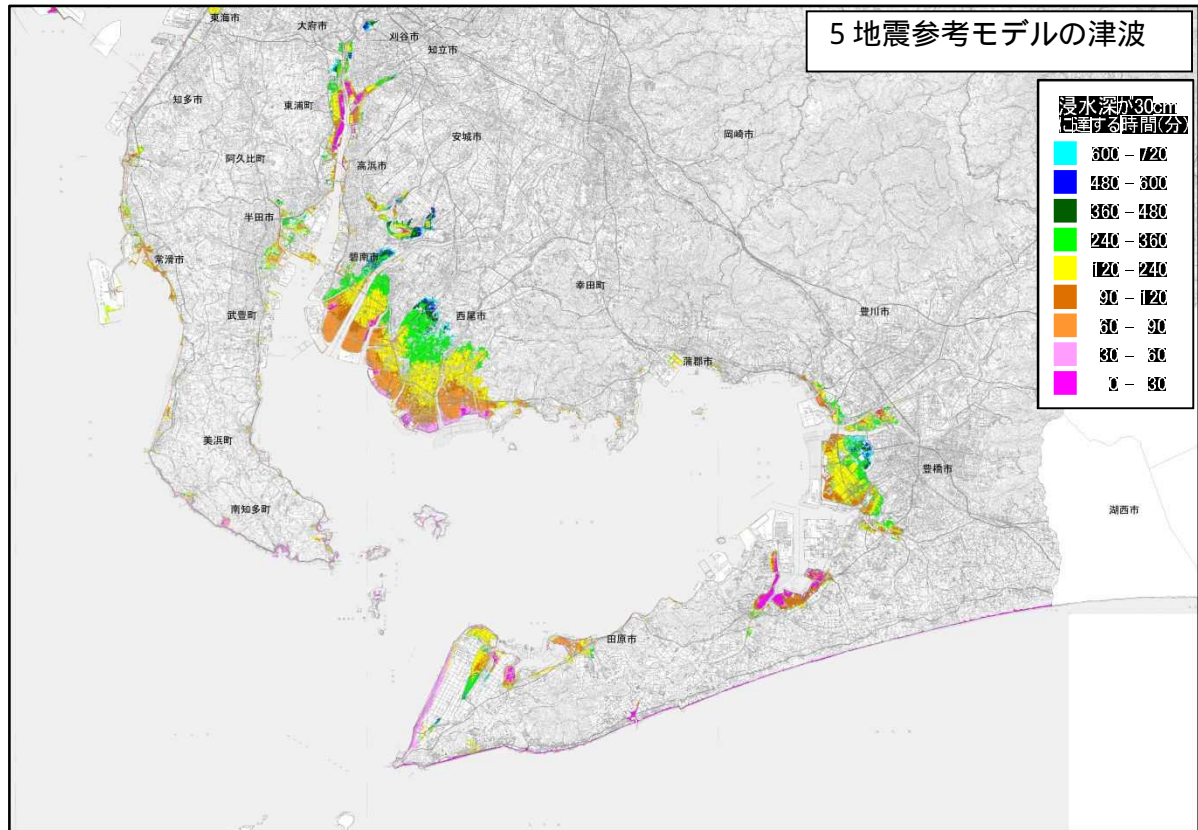 5 地震参考モデルの津波
浸水深が30cm
に達する時間(分)
600 - 720
480 - 600
360 - 480
240 - 360
120 - 240
90 - 120
60 - 90
30 - 60
0 - 30
東海市
大府市
刈谷市
知立市
知多市
東浦町
安城市
岡崎市
阿久比町
高浜市
半田市
碧南市
常滑市
幸田町
武豊町
西尾市
豊川市
蒲郡市
美浜町
豊橋市
南知多町
湖西市
田原市